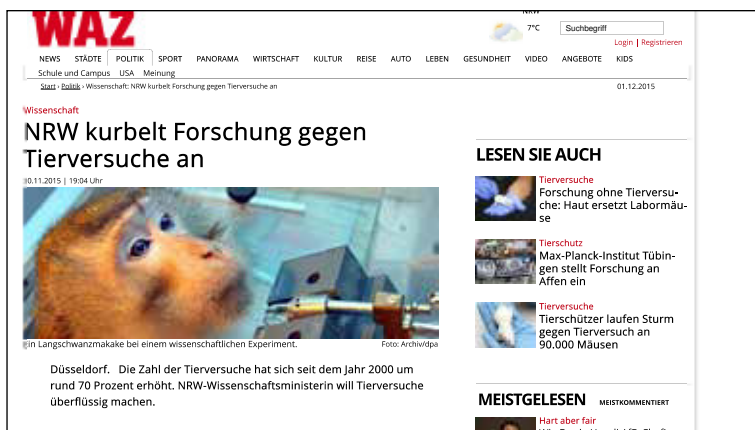 WAZ
NRW
7°C
Suchbegriff
Login | Registrieren
NEWS STÄDTE POLITIK SPORT PANORAMA WIRTSCHAFT KULTUR REISE AUTO LEBEN GESUNDHEIT VIDEO ANGEBOTE KIDS
Schule und Campus USA Meinung
Start › Politik › Wissenschaft: NRW kurbelt Forschung gegen Tierversuche an
01.12.2015
Wissenschaft
NRW kurbelt Forschung gegen
Tierversuche an
0.11.2015 | 19:04 Uhr
Ein Langschwanzmakake bei einem wissenschaftlichen Experiment.
Foto: Archiv/dpa
Düsseldorf. Die Zahl der Tierversuche hat sich seit dem Jahr 2000 um
rund 70 Prozent erhöht. NRW-Wissenschaftsministerin will Tierversuche
überflüssig machen.
LESEN SIE AUCH
Tierversuche
Forschung ohne Tierversu-
che: Haut ersetzt Labormäu-
se
Tierschutz
Max-Planck-Institut Tübin-
gen stellt Forschung an
Affen ein
Tierversuche
Tierschützer laufen Sturm
gegen Tierversuch an
90.000 Mäusen
MEISTGELESEN MEISTKOMMENTIERT
Hart aber fair